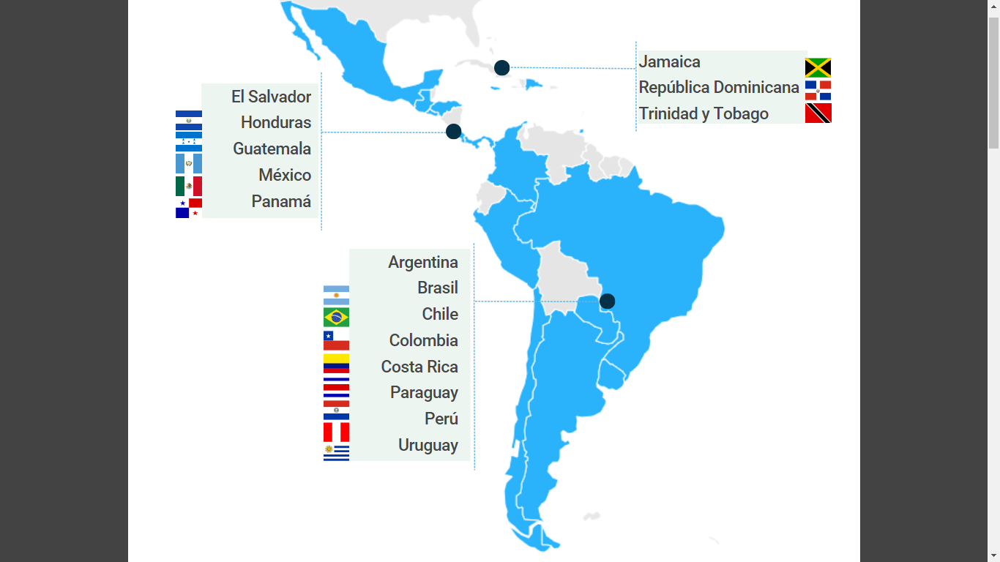 Jamaica
República Dominicana
Trinidad y Tobago
El Salvador
Honduras
Guatemala
México
Panamá
Argentina
Brasil
Chile
Colombia
Costa Rica
Paraguay
Perú
Uruguay